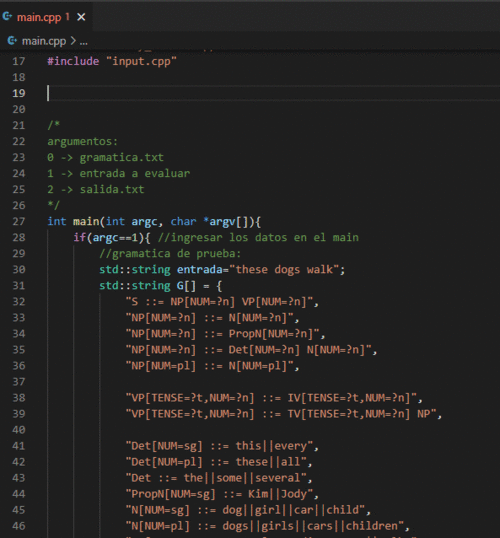 main.cpp 1 ×
main.cpp > ...
17 #include "input.cpp"
18
19
20
21 /*
22 argumentos:
23 0 -> gramatica.txt
24 1 -> entrada a evaluar
25 2 -> salida.txt
26 */
27 int main(int argc, char *argv[]){
28 if(argc==1){ //ingresar los datos en el main
29 //gramatica de prueba:
30 std::string entrada="these dogs walk";
31 std::string G[] = {
32 "S ::= NP[NUM=?n] VP[NUM=?n]",
33 "NP[NUM=?n] ::= N[NUM=?n]",
34 "NP[NUM=?n] ::= PropN[NUM=?n]",
35 "NP[NUM=?n] ::= Det[NUM=?n] N[NUM=?n]",
36 "NP[NUM=pl] ::= N[NUM=pl]",
37
38 "VP[TENSE=?t,NUM=?n] ::= IV[TENSE=?t,NUM=?n]",
39 "VP[TENSE=?t,NUM=?n] ::= TV[TENSE=?t,NUM=?n] NP",
40
41 "Det[NUM=sg] ::= this||every",
42 "Det[NUM=pl] ::= these||all",
43 "Det ::= the||some||several",
44 "PropN[NUM=sg] ::= Kim||Jody",
45 "N[NUM=sg] ::= dog||girl||car||child",
46 "N[NUM=pl] ::= dogs||girls||cars||children",